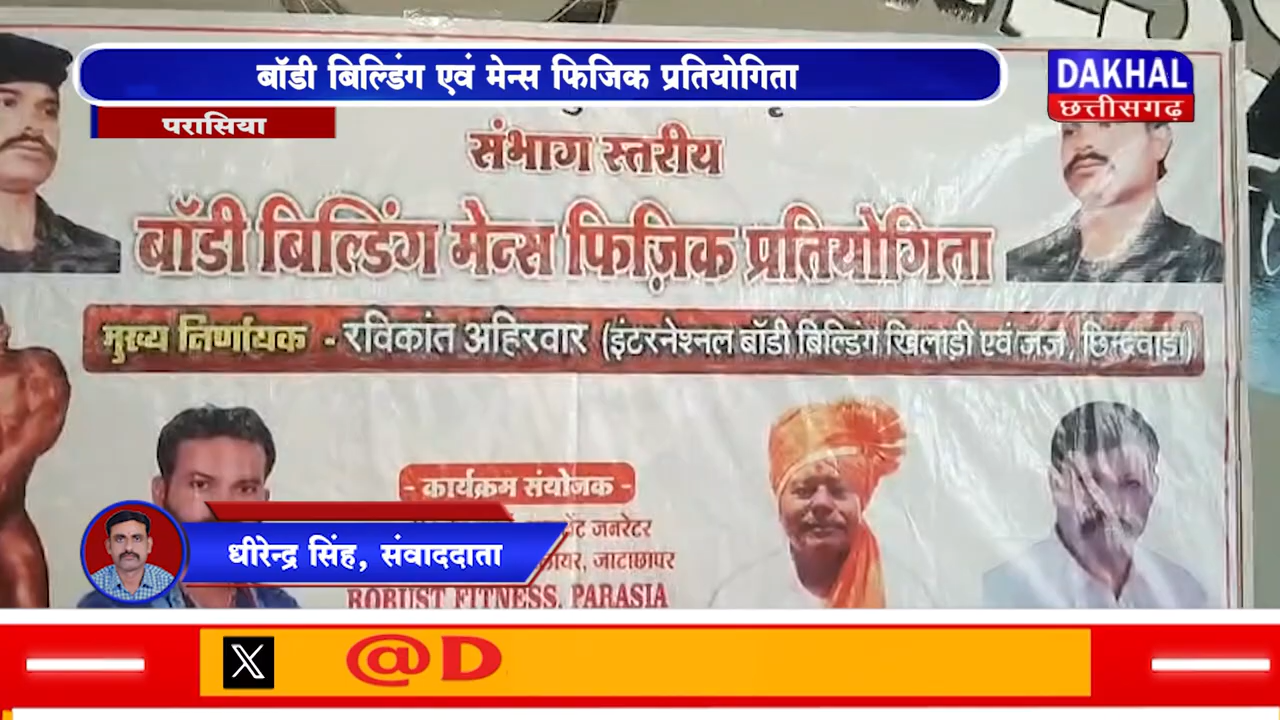 बॉडी बिल्डिंग एवं मेन्स फिजिक प्रतियोगिता
DAKHAL
छत्तीसगढ़
परासिया
संभाग स्तरीय
बॉडी बिल्डिंग मेन्स फिज़िक प्रतियोगिता
मुख्य निर्णायक - रविकांत अहिरवार (इंटरनेश्नल बॉडी बिल्डिंग खिलाड़ी एवं जज, छिन्दवाड़ा)
- कार्यक्रम संयोजक -
जनरेटर
जाटाछापर
ROBUST FITNESS, PARASIA
धीरेन्द्र सिंह, संवाददाता
X
@D